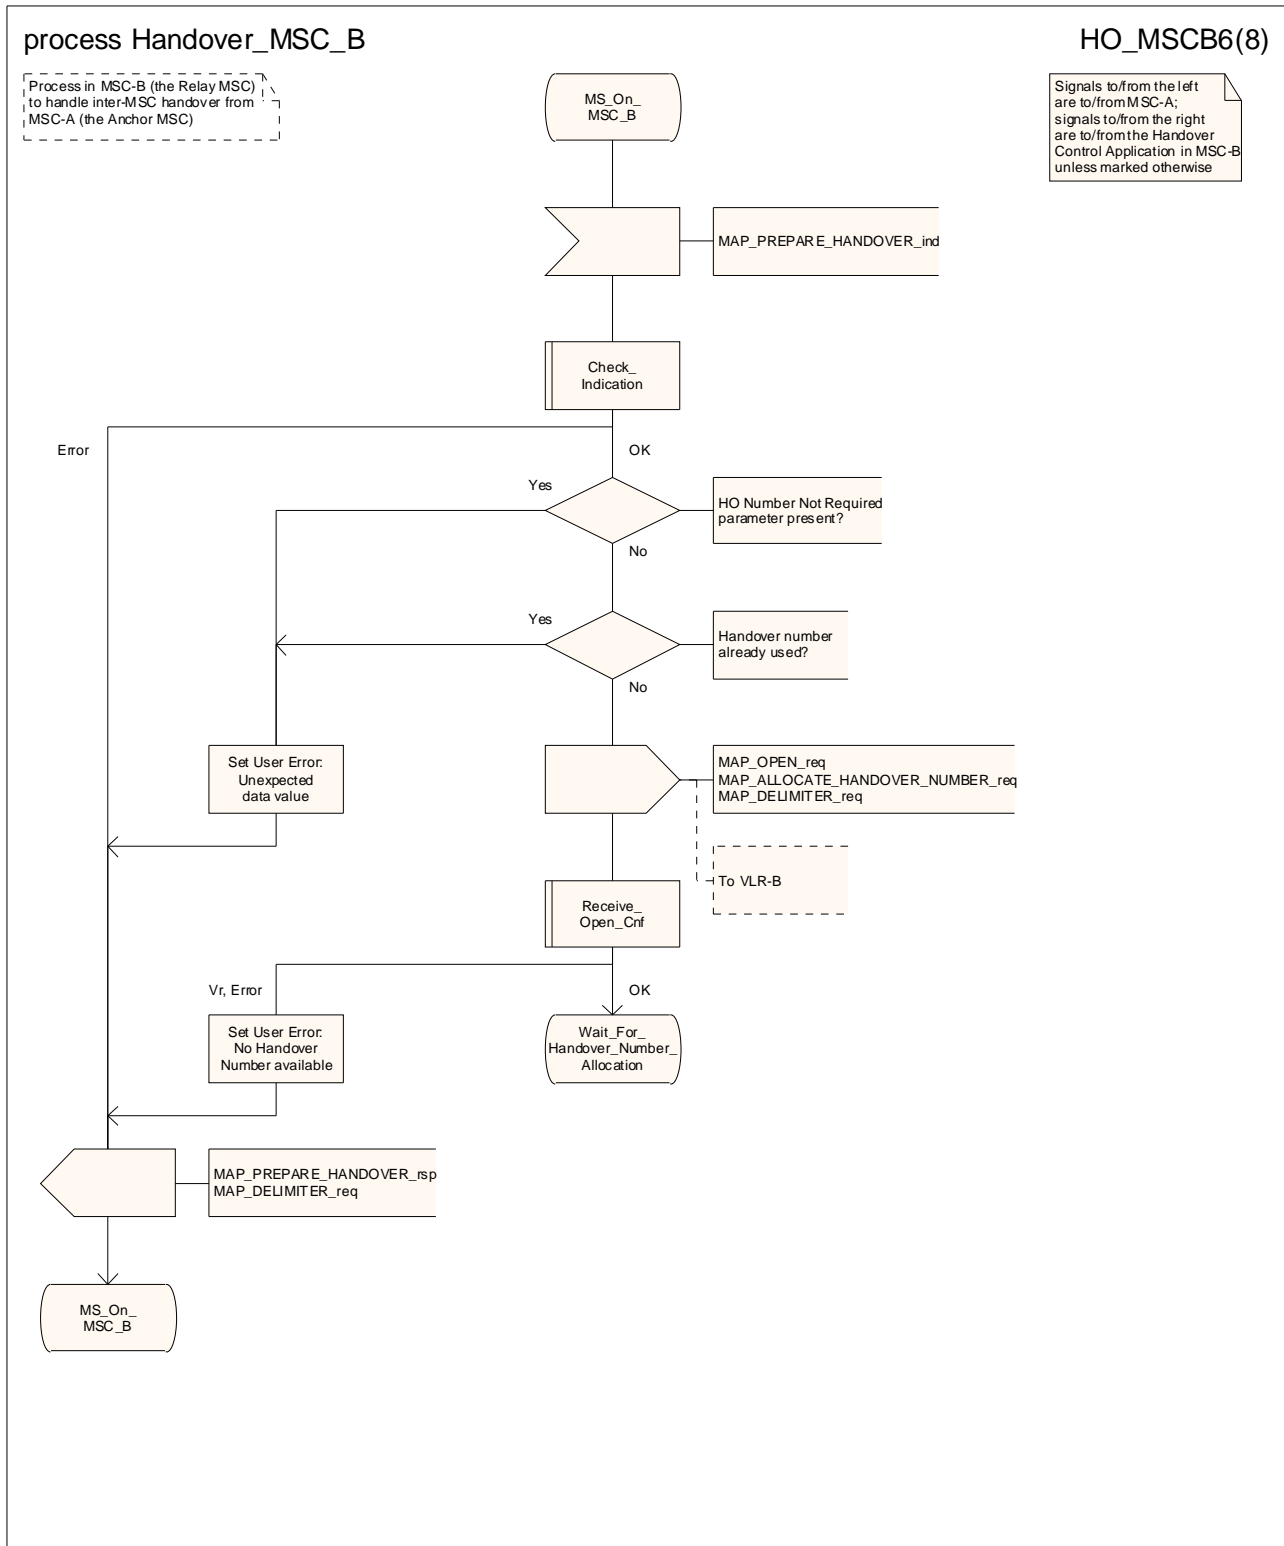 process Handover_MSC_B
HO_MSCB6(8)
Process in MSC-B (the Relay MSC)
to handle inter-MSC handover from
MSC-A (the Anchor MSC)
MS_On_
MSC_B
Signals to/from the left
are to/from MSC-A;
signals to/from the right
are to/from the Handover
Control Application in MSC-B
unless marked otherwise
MAP_PREPARE_HANDOVER_ind
Check_
Indication
Error
OK
Yes
HO Number Not Required
parameter present?
No
Yes
Handover number
already used?
No
Set User Error:
Unexpected
data value
MAP_OPEN_req
MAP_ALLOCATE_HANDOVER_NUMBER_req
MAP_DELIMITER_req
To VLR-B
Receive_
Open_Cnf
Vr, Error
OK
Set User Error:
No Handover
Number available
Wait_For_
Handover_Number_
Allocation
MAP_PREPARE_HANDOVER_rsp
MAP_DELIMITER_req
MS_On_
MSC_B